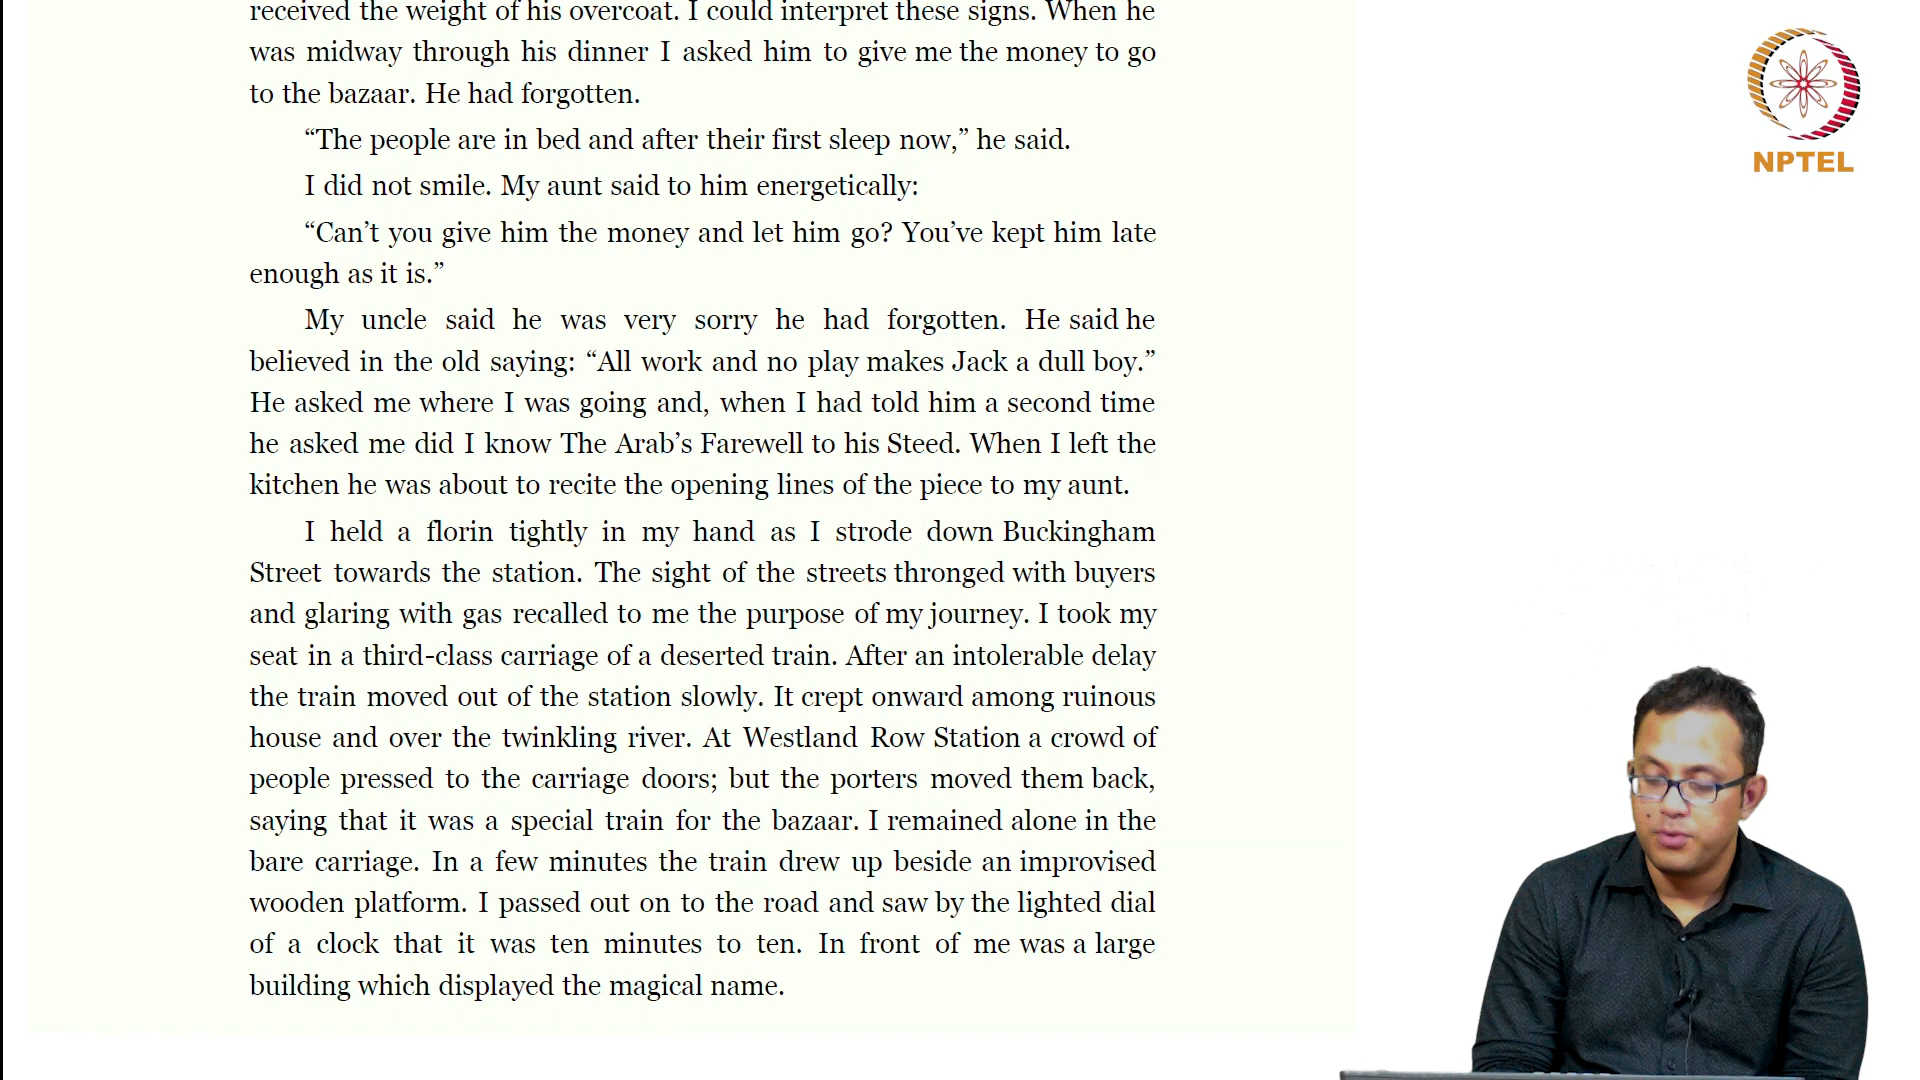 received the weight of his overcoat. I could interpret these signs. When he
was midway through his dinner I asked him to give me the money to go
to the bazaar. He had forgotten.
“The people are in bed and after their first sleep now,” he said.
I did not smile. My aunt said to him energetically:
“Can’t you give him the money and let him go? You’ve kept him late
enough as it is.”
My uncle said he was very sorry he had forgotten. He said he
believed in the old saying: “All work and no play makes Jack a dull boy.”
He asked me where I was going and, when I had told him a second time
he asked me did I know The Arab’s Farewell to his Steed. When I left the
kitchen he was about to recite the opening lines of the piece to my aunt.
I held a florin tightly in my hand as I strode down Buckingham
Street towards the station. The sight of the streets thronged with buyers
and glaring with gas recalled to me the purpose of my journey. I took my
seat in a third-class carriage of a deserted train. After an intolerable delay
the train moved out of the station slowly. It crept onward among ruinous
house and over the twinkling river. At Westland Row Station a crowd of
people pressed to the carriage doors; but the porters moved them back,
saying that it was a special train for the bazaar. I remained alone in the
bare carriage. In a few minutes the train drew up beside an improvised
wooden platform. I passed out on to the road and saw by the lighted dial
of a clock that it was ten minutes to ten. In front of me was a large
building which displayed the magical name.
NPTEL